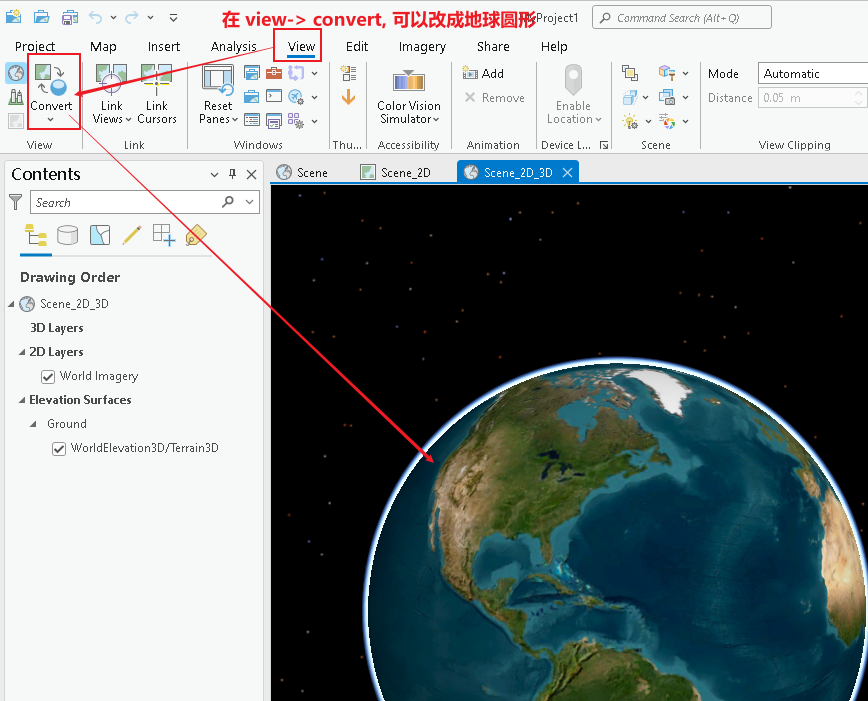 在 view-> convert, 可以改成地球圆形
Project1
Command Search (Alt+Q)
Project Map Insert Analysis View Edit Imagery Share Help
Convert
Link Views
Link Cursors
Reset Panes
Color Vision Simulator
Add
Remove
Enable Location
Mode Automatic
Distance 0.05 m
View Link Windows Thu... Accessibility Animation Device L... Scene View Clipping
Contents
Search
Scene Scene_2D Scene_2D_3D
Drawing Order
Scene_2D_3D
3D Layers
2D Layers
World Imagery
Elevation Surfaces
Ground
WorldElevation3D/Terrain3D